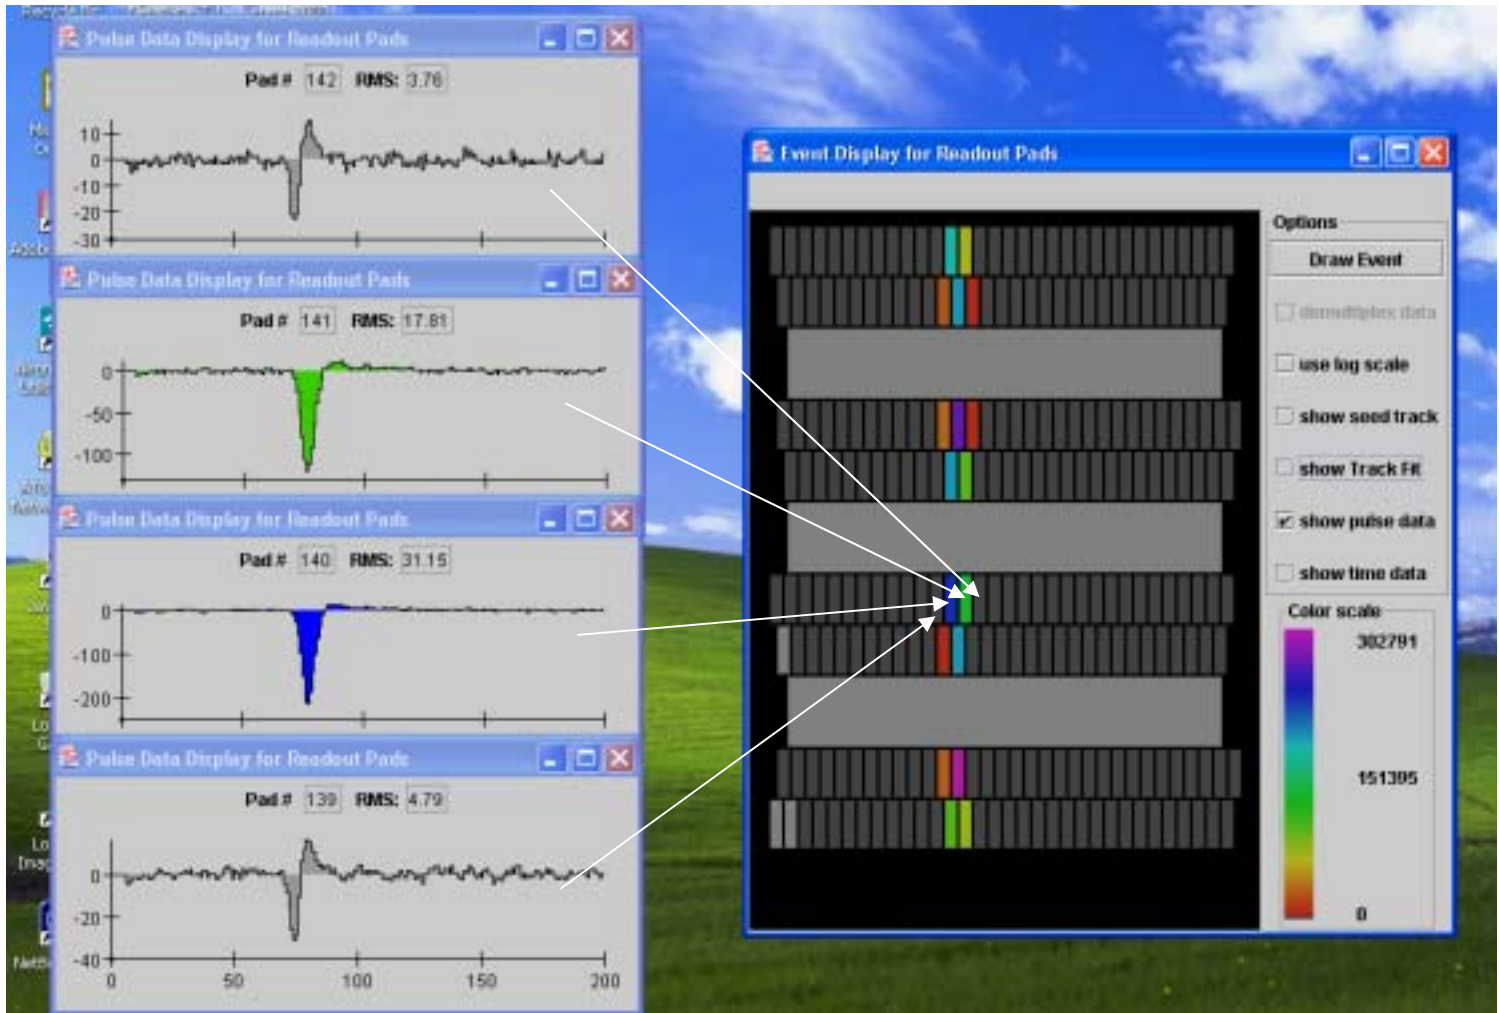 Pulse Data Display for Readout Pads
Pad # 142 RMS: 3.76
10
0
-10
-20
-30
Pulse Data Display for Readout Pads
Pad # 141 RMS: 17.81
0
-50
-100
Pulse Data Display for Readout Pads
Pad # 140 RMS: 31.15
0
-100
-200
Pulse Data Display for Readout Pads
Pad # 139 RMS: 4.79
0
-20
-40
0 50 100 150 200
Event Display for Readout Pads
Options
Draw Event
demultiplex data
use log scale
show seed track
show Track Fit
show pulse data
show time data
Color scale
302791
151395
0